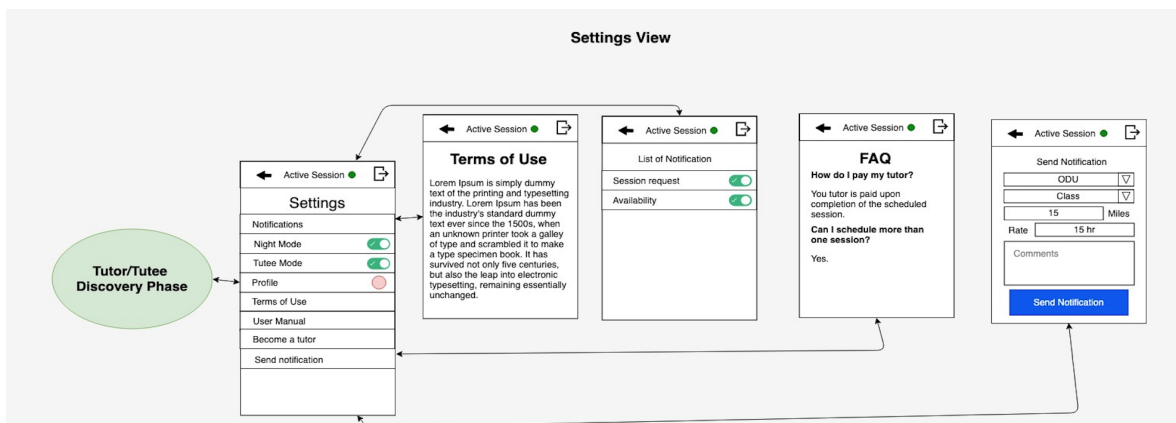 Settings View
Tutor/Tutee
Discovery Phase
Active Session
Settings
Notifications
Night Mode
Tutee Mode
Profile
Terms of Use
User Manual
Become a tutor
Send notification
Active Session
Terms of Use
Lorem Ipsum is simply dummy
text of the printing and typesetting
industry. Lorem Ipsum has been
the industry's standard dummy
text ever since the 1500s, when
an unknown printer took a galley
of type and scrambled it to make
a type specimen book. It has
survived not only five centuries,
but also the leap into electronic
typesetting, remaining essentially
unchanged.
Active Session
List of Notification
Session request
Availability
Active Session
FAQ
How do I pay my tutor?
You tutor is paid upon
completion of the scheduled
session.
Can I schedule more than
one session?
Yes.
Active Session
Send Notification
ODU
Class
15 Miles
Rate 15 hr
Comments
Send Notification